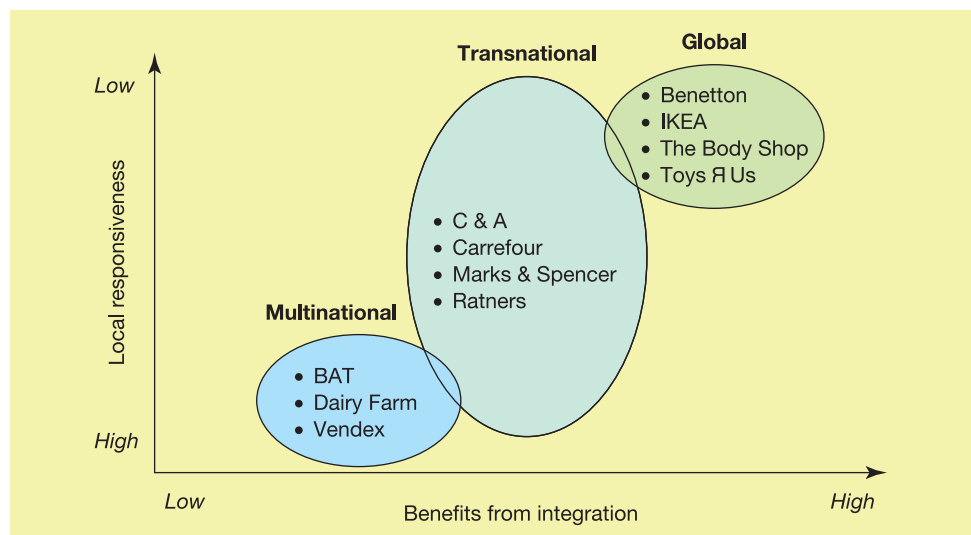 Transnational
Global
Low
Local responsiveness
High
• Benetton
• IKEA
• The Body Shop
• Toys Я Us
• C & A
• Carrefour
• Marks & Spencer
• Ratners
Multinational
• BAT
• Dairy Farm
• Vendex
Low
Benefits from integration
High